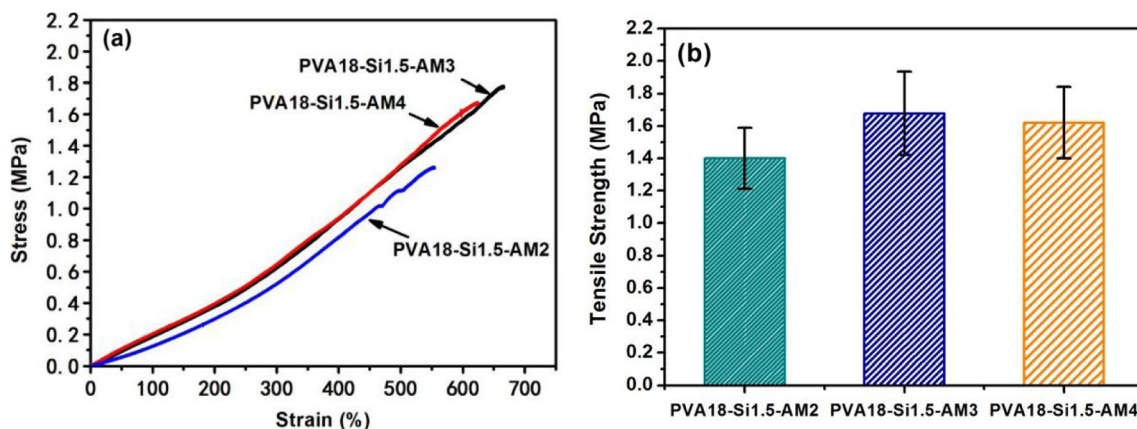 (a)
2.2
2.0
1.8
1.6
1.4
1.2
1.0
0.8
0.6
0.4
0.2
0.0
Stress (MPa)
PVA18-Si1.5-AM3
PVA18-Si1.5-AM4
PVA18-Si1.5-AM2
0 100 200 300 400 500 600 700
Strain (%)
(b)
2.2
2.0
1.8
1.6
1.4
1.2
1.0
0.8
0.6
0.4
0.2
0.0
Tensile Strength (MPa)
PVA18-Si1.5-AM2 PVA18-Si1.5-AM3 PVA18-Si1.5-AM4